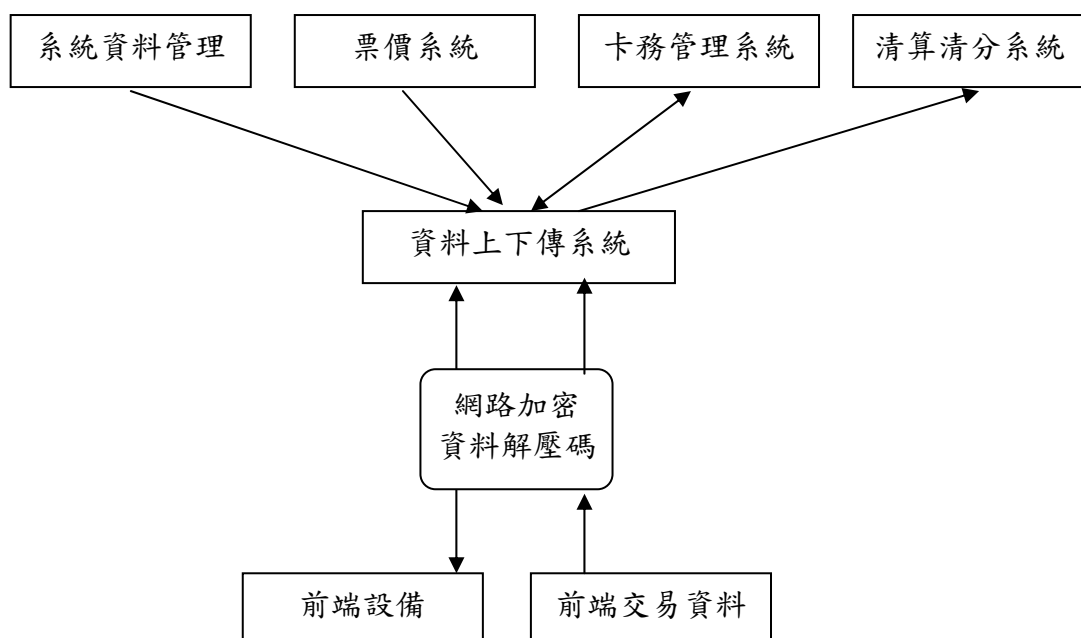 系統資料管理
票價系統
卡務管理系統
清算清分系統
資料上下傳系統
網路加密
資料解壓碼
前端設備
前端交易資料